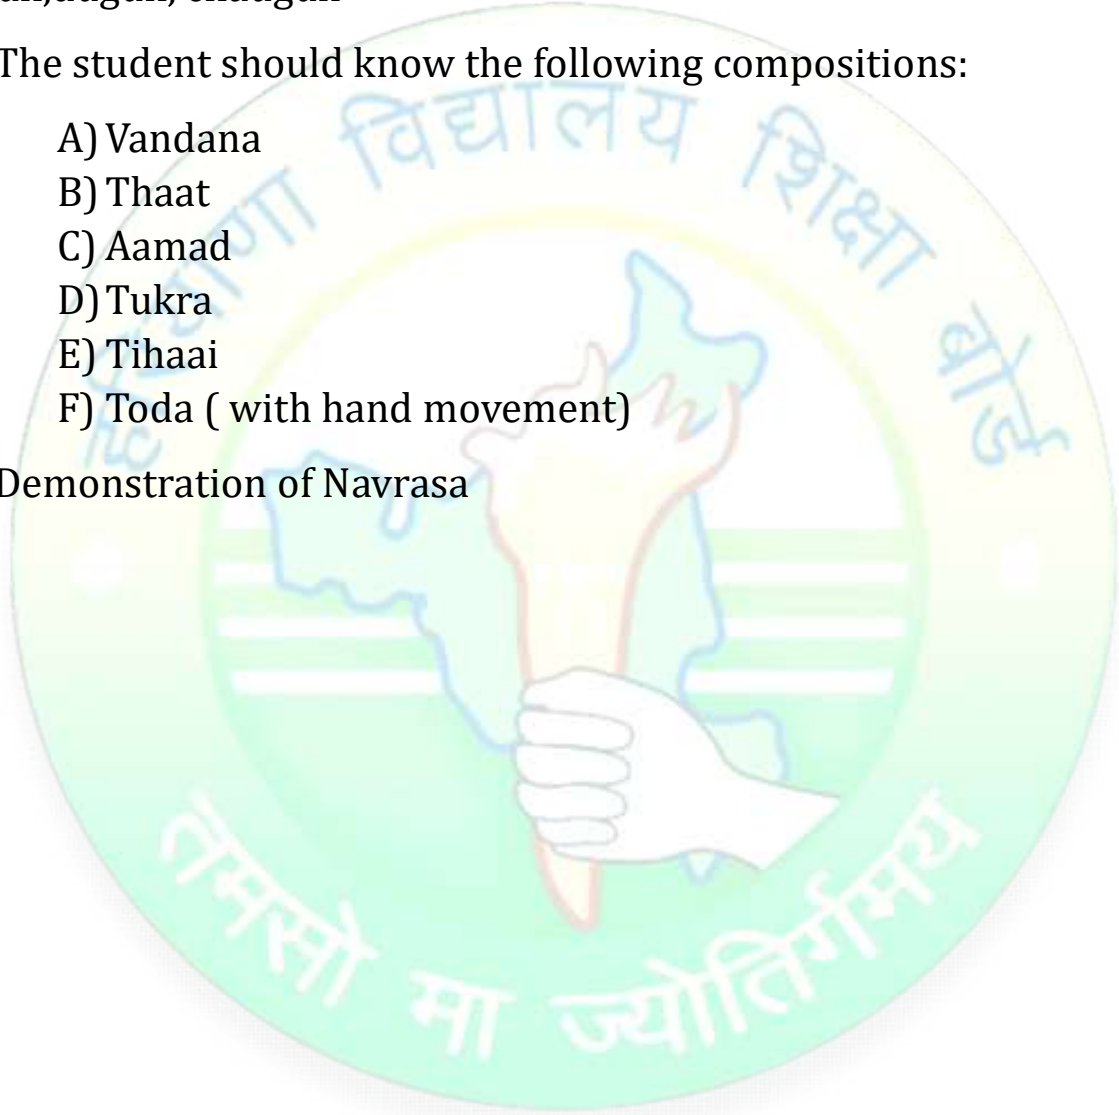 The student should know the following compositions:
A) Vandana
B) Thaat
C) Aamad
D) Tukra
E) Tihaai
F) Toda ( with hand movement)
Demonstration of Navrasa
हरियाणा विद्यालय शिक्षा बोर्ड
तमसो मा ज्योतिर्गमय